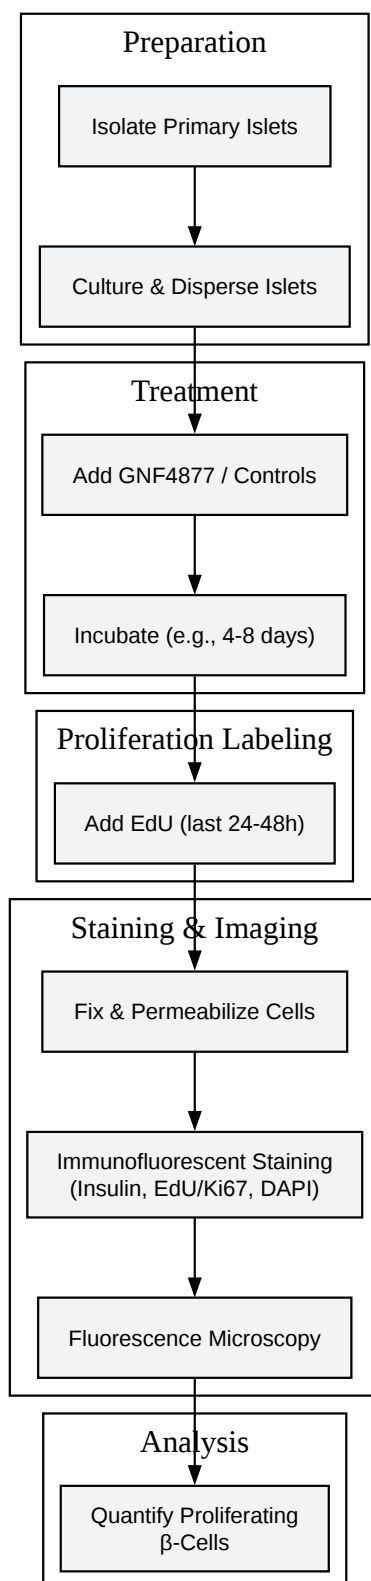 Preparation
Isolate Primary Islets
Culture & Disperse Islets
Treatment
Add GNF4877 / Controls
Incubate (e.g., 4-8 days)
Proliferation Labeling
Add EdU (last 24-48h)
Staining & Imaging
Fix & Permeabilize Cells
Immunofluorescent Staining
(Insulin, EdU/Ki67, DAPI)
Fluorescence Microscopy
Analysis
Quantify Proliferating
β-Cells